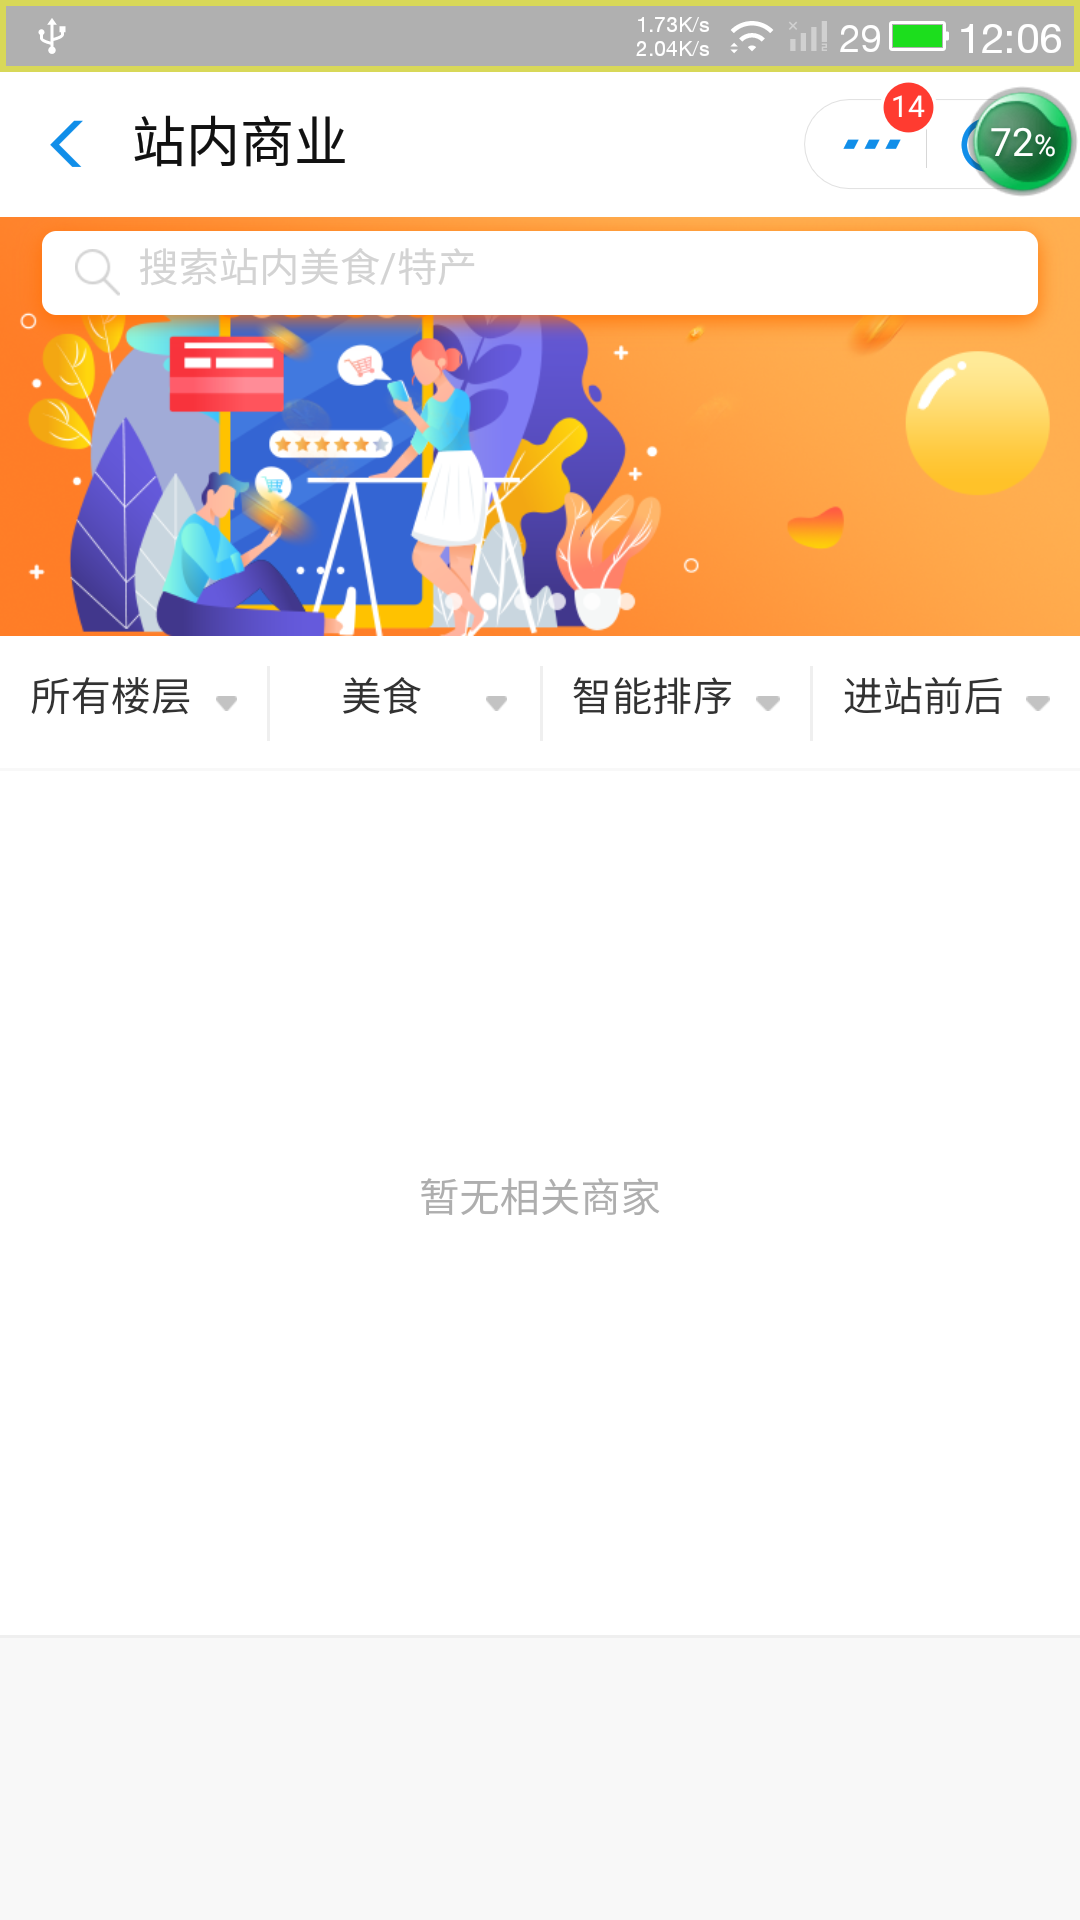 1.73K/s
2.04K/s
29
12:06
站内商业
14
72%
搜索站内美食/特产
所有楼层
美食
智能排序
进站前后
暂无相关商家